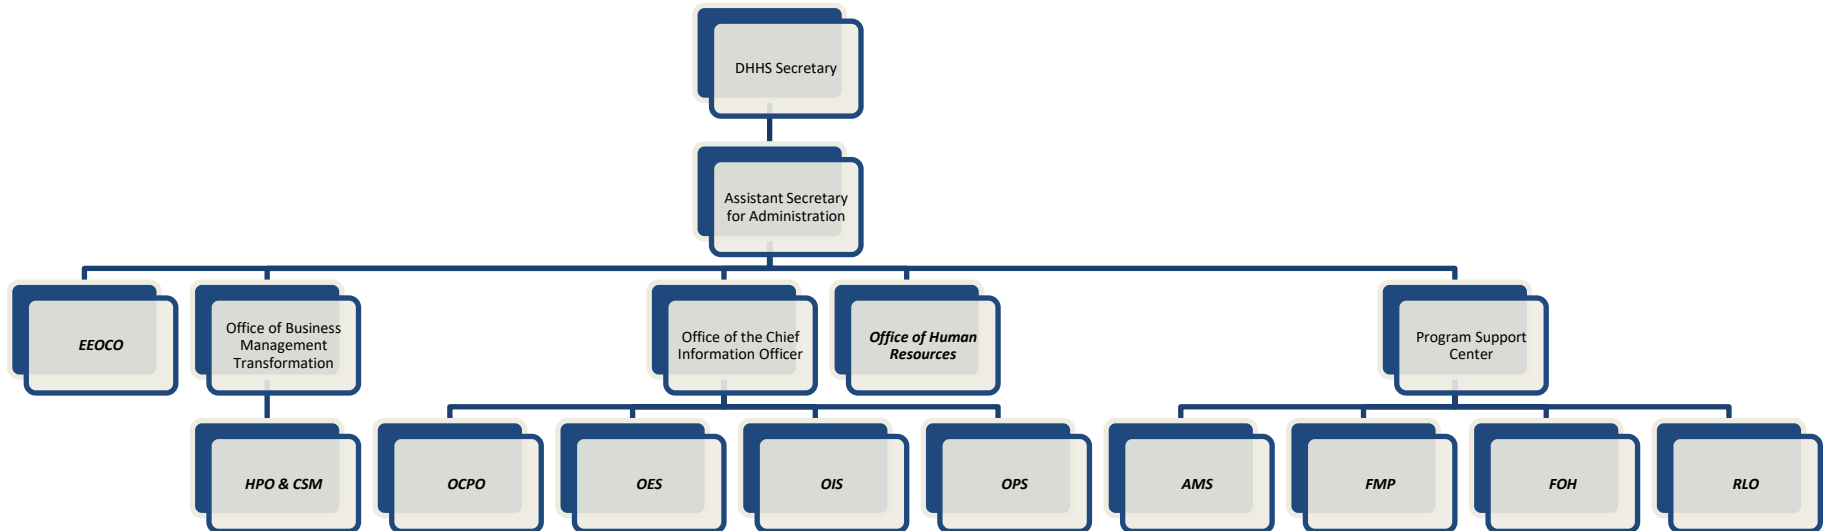 DHHS Secretary
Assistant Secretary
for Administration
EEOCO
Office of Business
Management
Transformation
Office of the Chief
Information Officer
Office of Human
Resources
Program Support
Center
HPO & CSM
OCPO
OES
OIS
OPS
AMS
FMP
FOH
RLO